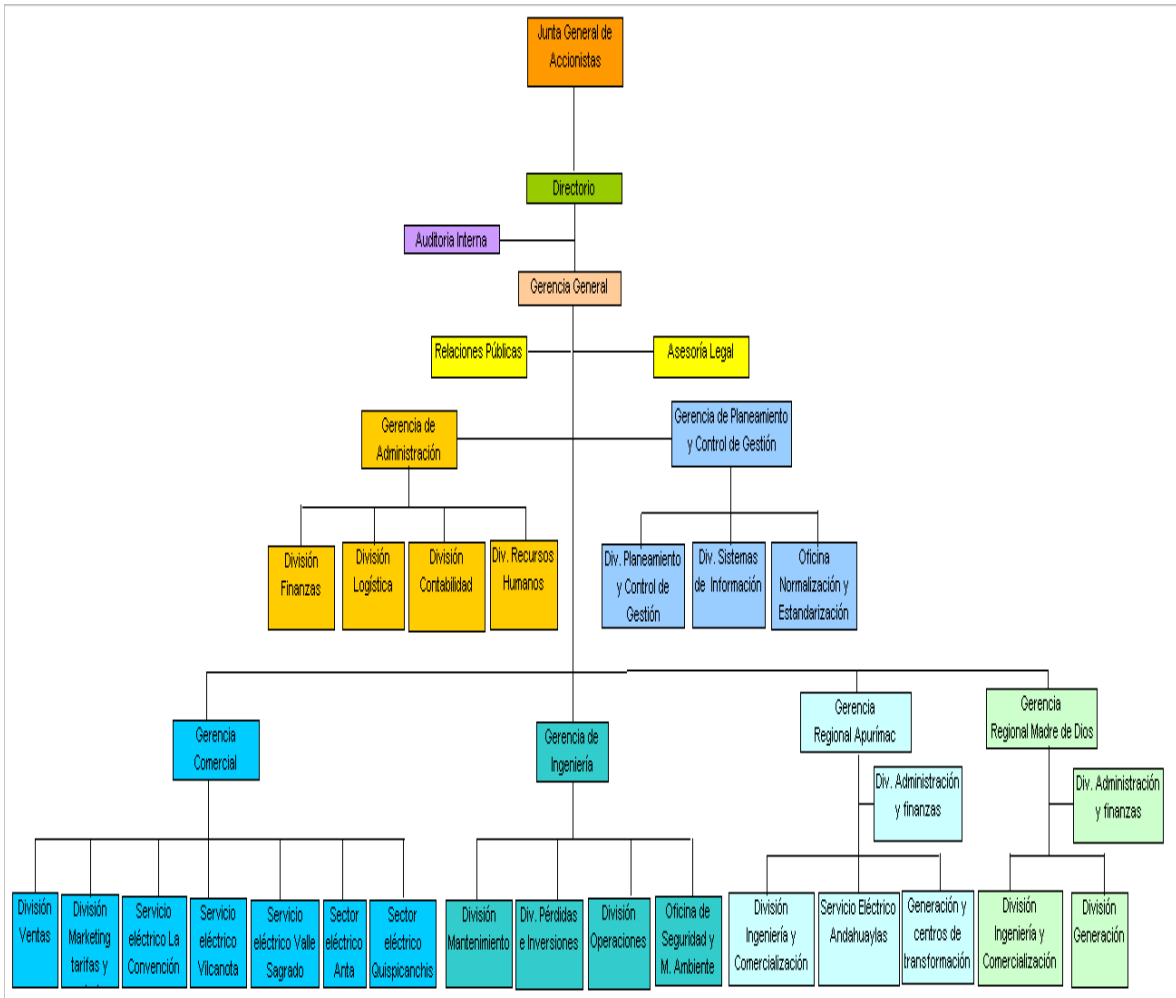 Junta General de
Accionistas
Directorio
Auditoria Interna
Gerencia General
Relaciones Públicas
Asesoría Legal
Gerencia de
Administración
Gerencia de Planeamiento
y Control de Gestión
División
Finanzas
División
Logística
División
Contabilidad
Div. Recursos
Humanos
Div. Planeamiento
y Control de
Gestión
Div. Sistemas
de Información
Oficina
Normalización y
Estandarización
Gerencia
Comercial
Gerencia de
Ingeniería
Gerencia
Regional Apurímac
Gerencia
Regional Madre de Dios
Div. Administración
y finanzas
Div. Administración
y finanzas
División
Ventas
División
Marketing
tarifas y
Servicio
eléctrico La
Convención
Servicio
eléctrico
Vilcanota
Servicio
eléctrico Valle
Sagrado
Sector
eléctrico
Anta
Sector
eléctrico
Quispicanchis
División
Mantenimiento
Div. Pérdidas
e Inversiones
División
Operaciones
Oficina de
Seguridad y
M. Ambiente
División
Ingeniería y
Comercialización
Servicio Eléctrico
Andahuaylas
Generación y
centros de
transformación
División
Ingeniería y
Comercialización
División
Generación